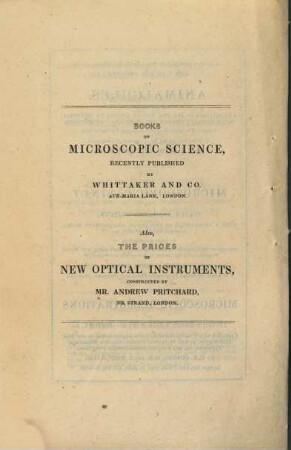 BOOKS
ON
MICROSCOPIC SCIENCE,
RECENTLY PUBLISHED
BY
WHITTAKER AND CO.
AVE-MARIA LANE, LONDON.
Also,
THE PRICES
OF
NEW OPTICAL INSTRUMENTS,
CONSTRUCTED BY
MR. ANDREW PRITCHARD,
STRAND, LONDON.